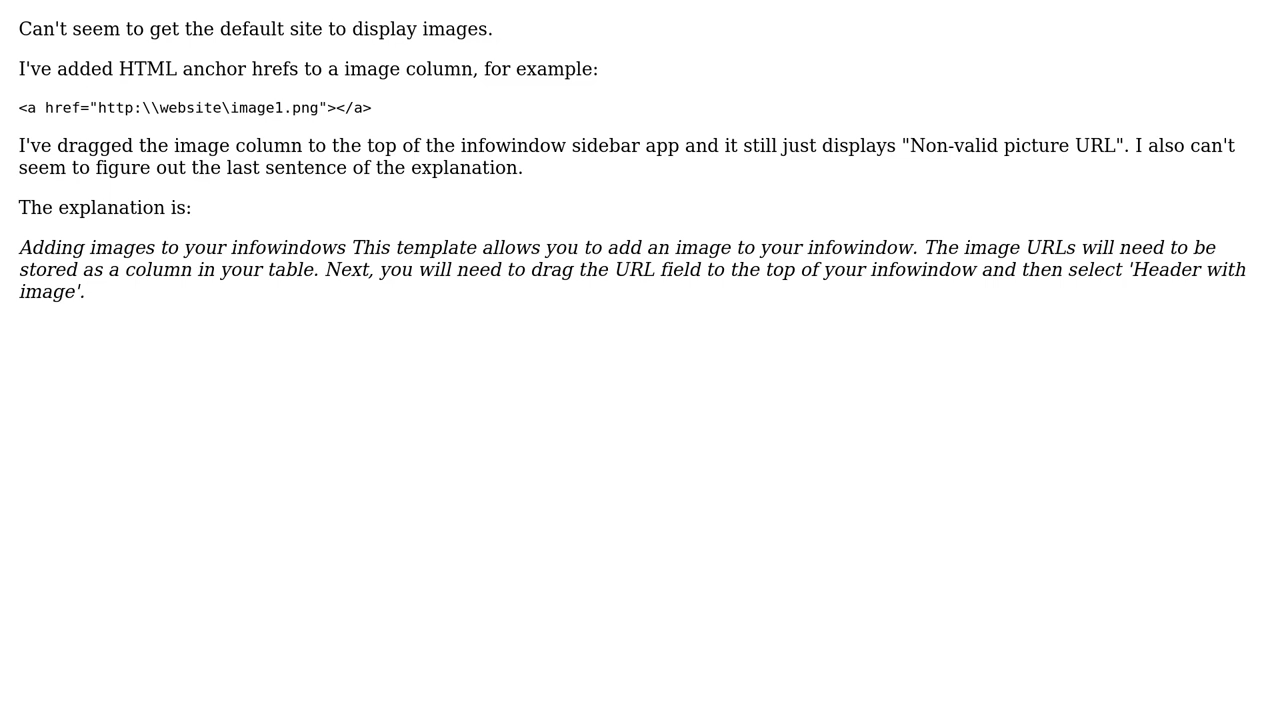 Can't seem to get the default site to display images.
I've added HTML anchor hrefs to a image column, for example:
<a href="http:\\website\image1.png"></a>
I've dragged the image column to the top of the infowindow sidebar app and it still just displays "Non-valid picture URL". I also can't
seem to figure out the last sentence of the explanation.
The explanation is:
Adding images to your infowindows This template allows you to add an image to your infowindow. The image URLs will need to be
stored as a column in your table. Next, you will need to drag the URL field to the top of your infowindow and then select 'Header with
image'.